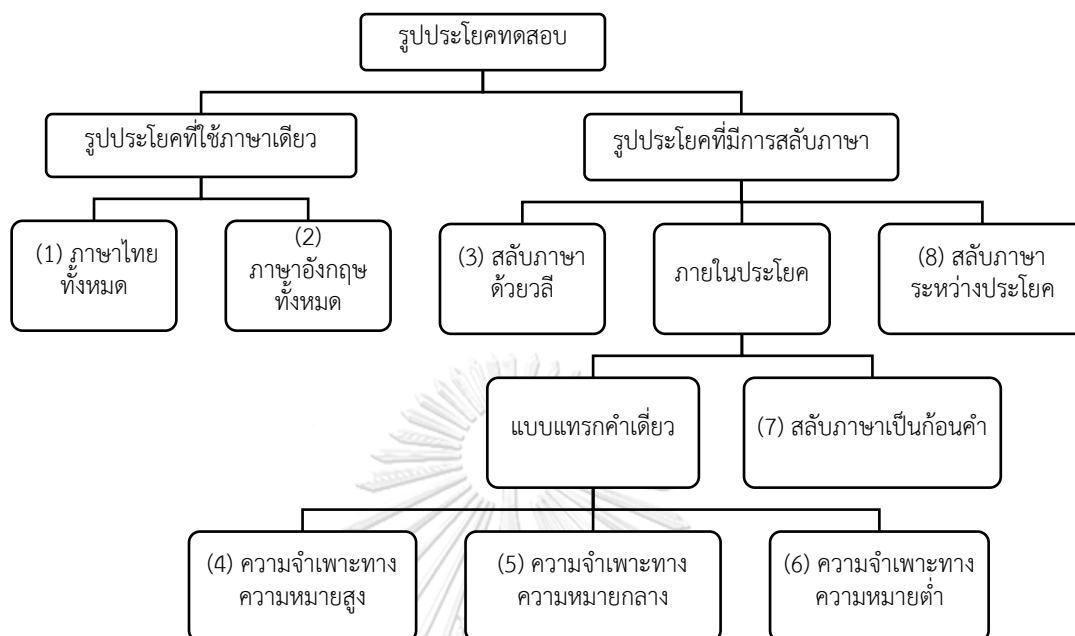 รูปประโยคทดสอบ
รูปประโยคที่ใช้ภาษาเดียว
รูปประโยคที่มีการสลับภาษา
(1) ภาษาไทย
ทั้งหมด
(2)
ภาษาอังกฤษ
ทั้งหมด
(3) สลับภาษา
ด้วยวลี
ภายในประโยค
(8) สลับภาษา
ระหว่างประโยค
แบบแทรกคำเดี่ยว
(7) สลับภาษาเป็นก้อนคำ
(4) ความจำเพาะทาง
ความหมายสูง
(5) ความจำเพาะทาง
ความหมายกลาง
(6) ความจำเพาะทาง
ความหมายต่ำ